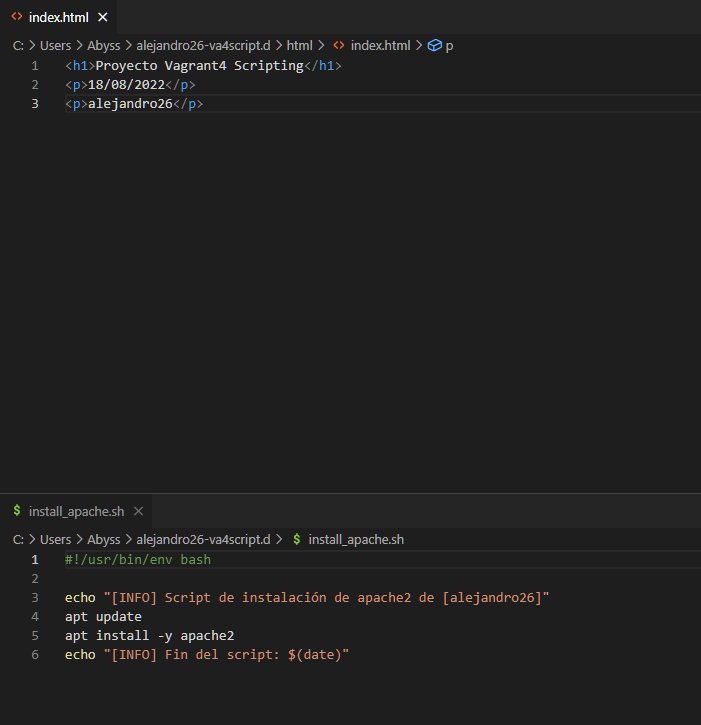 index.html
C: > Users > Abyss > alejandro26-va4script.d > html > index.html > p
1 <h1>Proyecto Vagrant4 Scripting</h1>
2 <p>18/08/2022</p>
3 <p>alejandro26</p>
install_apache.sh
C: > Users > Abyss > alejandro26-va4script.d > install_apache.sh
1 #!/usr/bin/env bash
2
3 echo "[INFO] Script de instalación de apache2 de [alejandro26]"
4 apt update
5 apt install -y apache2
6 echo "[INFO] Fin del script: $(date)"